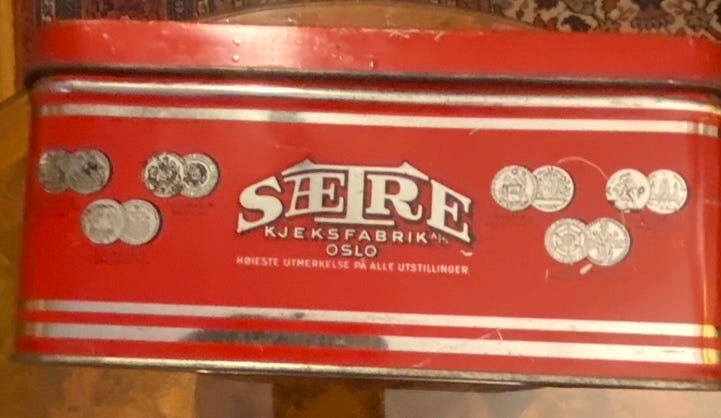 SÆTRE
KJEKSFABRIK A/S
OSLO
HØIESTE UTMERKELSE PÅ ALLE UTSTILLINGER